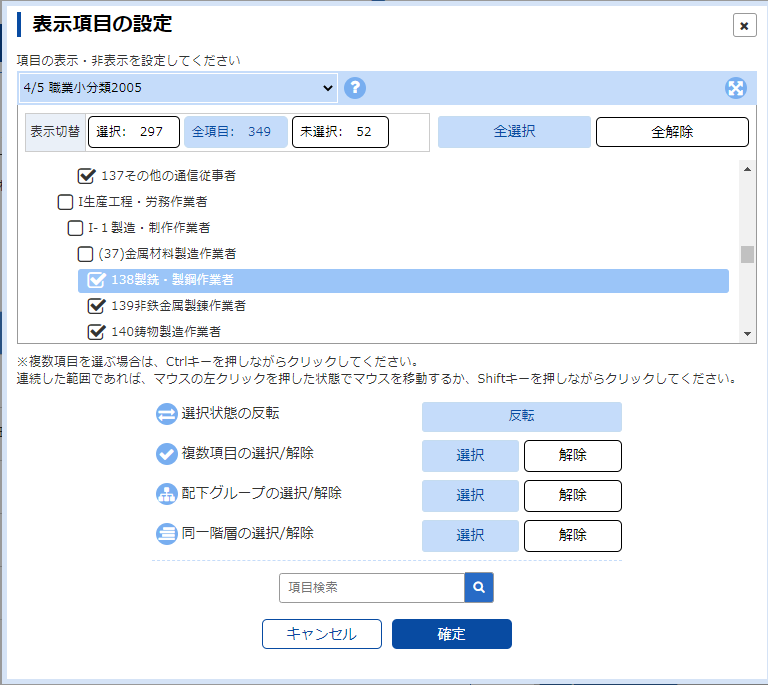 表示項目の設定
項目の表示・非表示を設定してください
4/5 職業小分類2005
?
表示切替 選択: 297 全項目: 349 未選択: 52 全選択 全解除
137その他の通信従事者
I生産工程・労務作業者
I-１製造・制作作業者
(37)金属材料製造作業者
138製銑・製鋼作業者
139非鉄金属製錬作業者
140鋳物製造作業者
※複数項目を選ぶ場合は、Ctrlキーを押しながらクリックしてください。
連続した範囲であれば、マウスの左クリックを押した状態でマウスを移動するか、Shiftキーを押しながらクリックしてください。
選択状態の反転 反転
複数項目の選択/解除 選択 解除
配下グループの選択/解除 選択 解除
同一階層の選択/解除 選択 解除
項目検索
キャンセル 確定